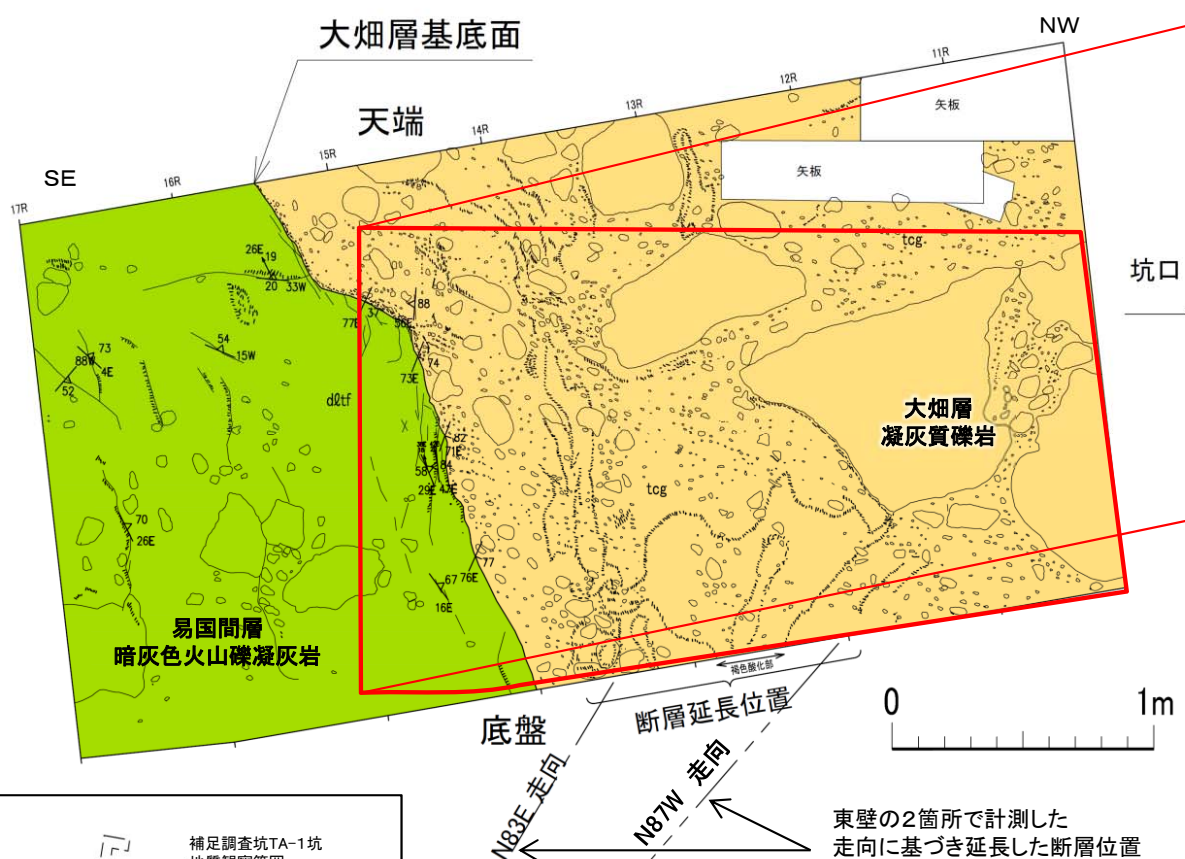 大畑層基底面
NW
SE
天端
17R
16R
15R
14R
13R
12R
11R
矢板
矢板
坑口
tcg
26E
19
20
33W
88
37
77E
56E
54
15W
73
88W
4E
52
74
73E
dltf
大畑層
凝灰質礫岩
82
71E
84
58
29E
47E
tcg
70
26E
77
76E
67
16E
易国間層
暗灰色火山礫凝灰岩
褐色酸化部
断層延長位置
底盤
0
1m
N83E 走向
N87W 走向
東壁の2箇所で計測した
走向に基づき延長した断層位置
補足調査坑TA-1坑